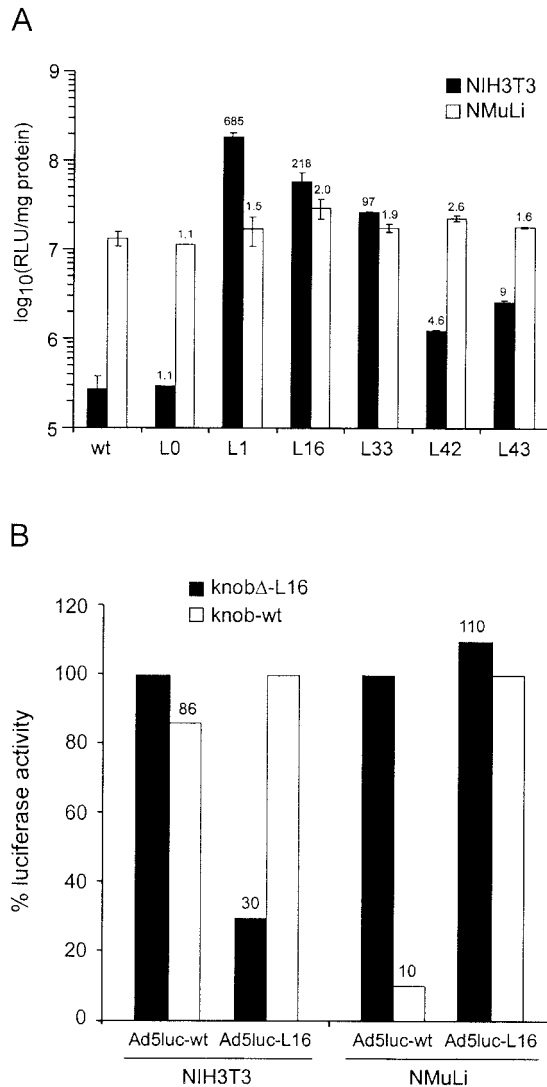 A
NIH3T3
NMuLi
log10(RLU/mg protein)
9
8
7
6
5
1.1
1.1
685
1.5
218
2.0
97
1.9
4.6
2.6
9
1.6
wt L0 L1 L16 L33 L42 L43
B
knobΔ-L16
knob-wt
% luciferase activity
120
100
80
60
40
20
0
86
30
10
110
Ad5luc-wt Ad5luc-L16 Ad5luc-wt Ad5luc-L16
NIH3T3 NMuLi